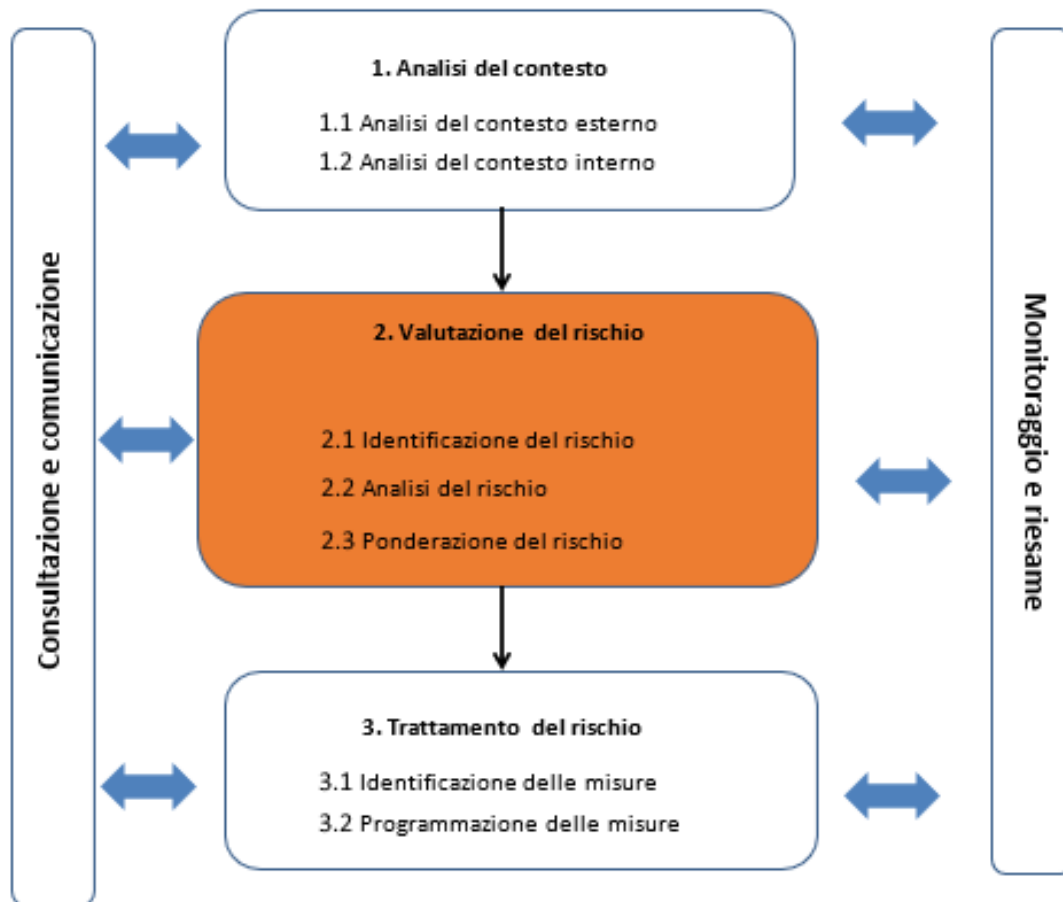 Consultazione e comunicazione
1. Analisi del contesto
1.1 Analisi del contesto esterno
1.2 Analisi del contesto interno
2. Valutazione del rischio
2.1 Identificazione del rischio
2.2 Analisi del rischio
2.3 Ponderazione del rischio
3. Trattamento del rischio
3.1 Identificazione delle misure
3.2 Programmazione delle misure
Monitoraggio e riesame